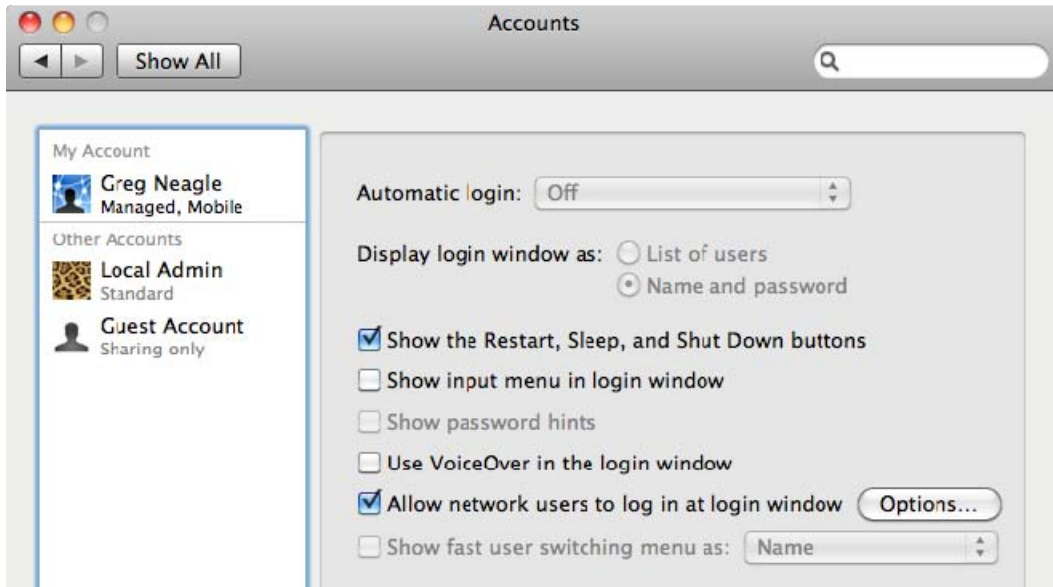 Accounts
Show All
My Account
Greg Neagle
Managed, Mobile
Other Accounts
Local Admin
Standard
Guest Account
Sharing only
Automatic login: Off
Display login window as: List of users
Name and password
Show the Restart, Sleep, and Shut Down buttons
Show input menu in login window
Show password hints
Use VoiceOver in the login window
Allow network users to log in at login window Options...
Show fast user switching menu as: Name